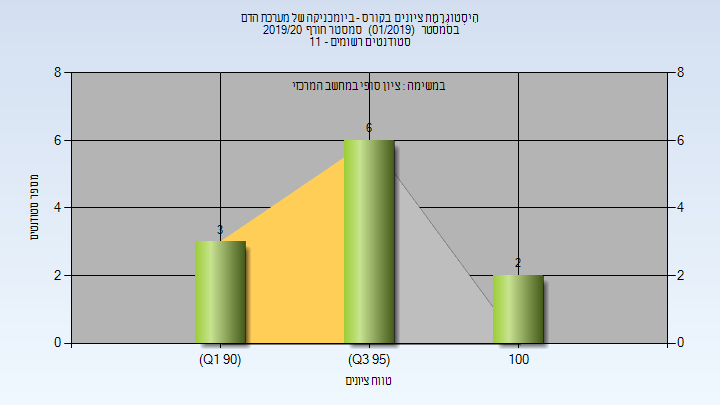 היסטוגרמת ציונים בקורס - ביומכניקה של מערכת הדם
בסמסטר (01/2019) סמסטר חורף 2019/20
סטודנטים רשומים - 11
במשימה : ציון סופי במחשב המרכזי
8
8
6
6
6
מספר סטודנטים
4
4
3
2
2
2
0
0
(Q1 90)
(Q3 95)
100
טווח ציונים